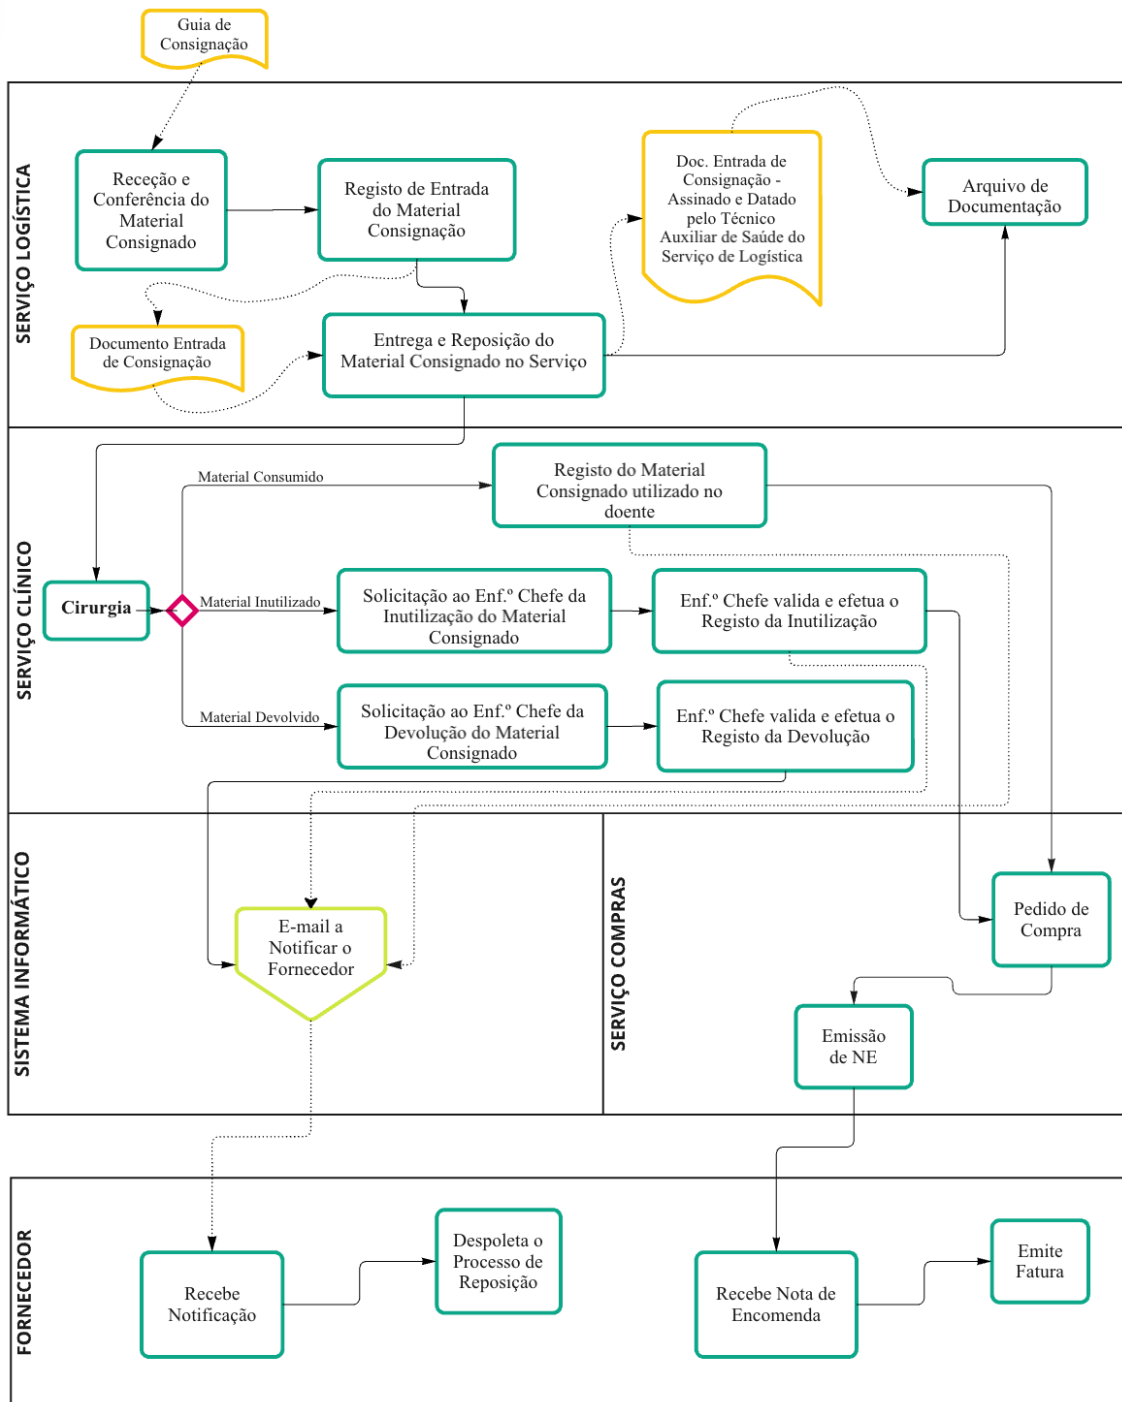 Guia de
Consignação
SERVIÇO LOGÍSTICA
Receção e
Conferência do
Material
Consignado
Registo de Entrada
do Material
Consignação
Doc. Entrada de
Consignação -
Assinado e Datado
pelo Técnico
Auxiliar de Saúde do
Serviço de Logística
Arquivo de
Documentação
Documento Entrada
de Consignação
Entrega e Reposição do
Material Consignado no Serviço
SERVIÇO CLÍNICO
Cirurgia
Material Consumido
Registo do Material
Consignado utilizado no
doente
Material Inutilizado
Solicitação ao Enf.º Chefe da
Inutilização do Material
Consignado
Enf.º Chefe valida e efetua o
Registo da Inutilização
Material Devolvido
Solicitação ao Enf.º Chefe da
Devolução do Material
Consignado
Enf.º Chefe valida e efetua o
Registo da Devolução
SISTEMA INFORMÁTICO
E-mail a
Notificar o
Fornecedor
SERVIÇO COMPRAS
Pedido de
Compra
Emissão
de NE
FORNECEDOR
Recebe
Notificação
Despoleta o
Processo de
Reposição
Recebe Nota de
Encomenda
Emite
Fatura